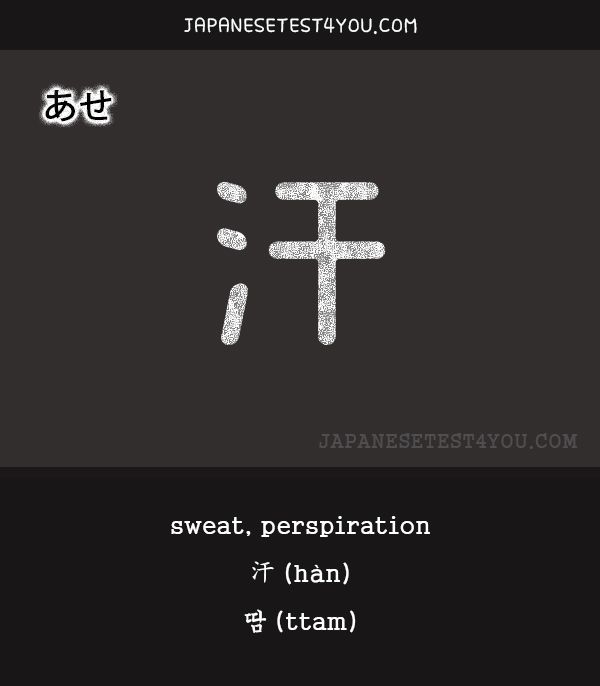 JAPANESETEST4YOU.COM
あせ
汗
JAPANESETEST4YOU.COM
sweat, perspiration
汗 (hàn)
땀 (ttam)